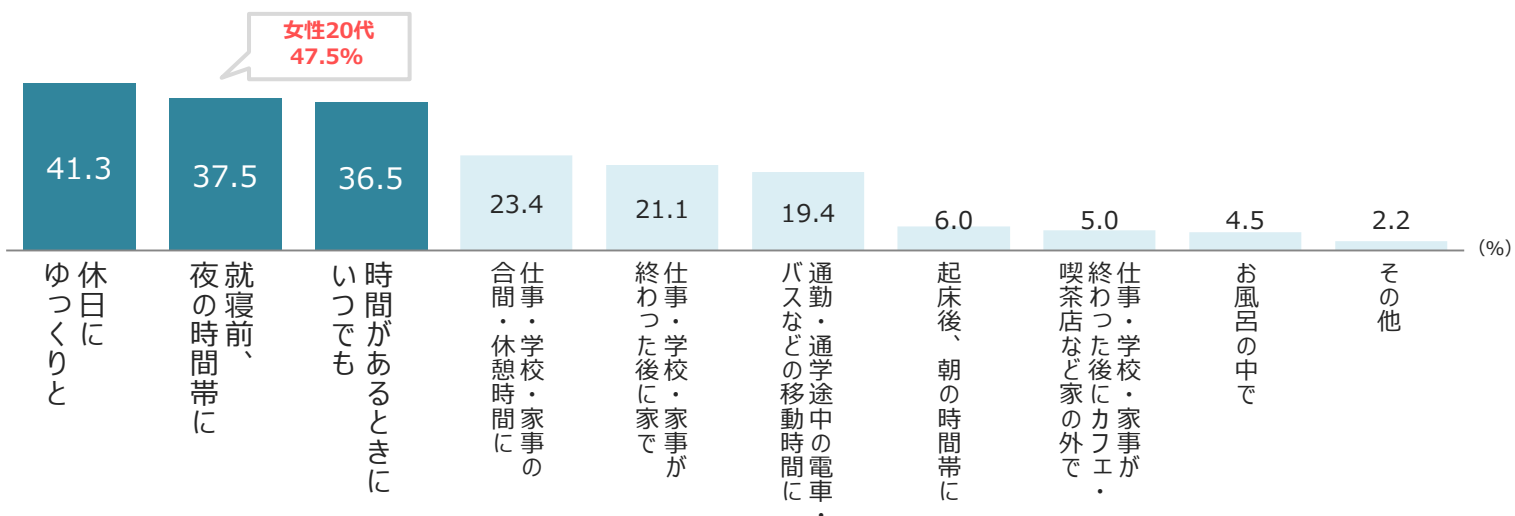 女性20代
47.5%
41.3
37.5
36.5
23.4
21.1
19.4
6.0
5.0
4.5
2.2
(%)
休日に
ゆっくりと
就寝前、
夜の時間帯に
時間があるときに
いつでも
仕事・学校・家事の
合間・休憩時間に
仕事・学校・家事が
終わった後に家で
通勤・通学途中の電車・
バスなどの移動時間に
起床後、朝の時間帯に
仕事・学校・家事が
終わった後にカフェ・
喫茶店など家の外で
お風呂の中で
その他